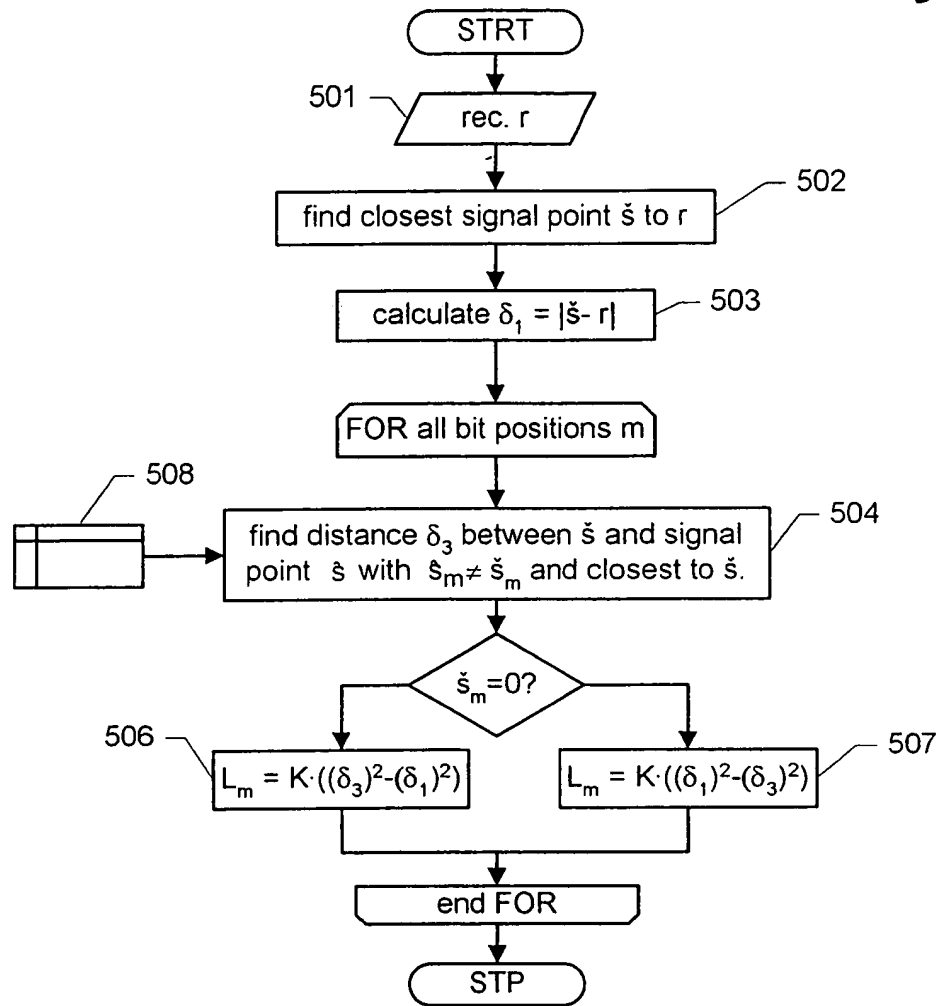 STRT
501
rec. r
502
find closest signal point š to r
503
calculate δ₁ = |š- r|
FOR all bit positions m
508
504
find distance δ₃ between š and signal
point ŝ with ŝₘ≠ šₘ and closest to š.
šₘ=0?
506
Lₘ = K·((δ₃)²-(δ₁)²)
507
Lₘ = K·((δ₁)²-(δ₃)²)
end FOR
STP